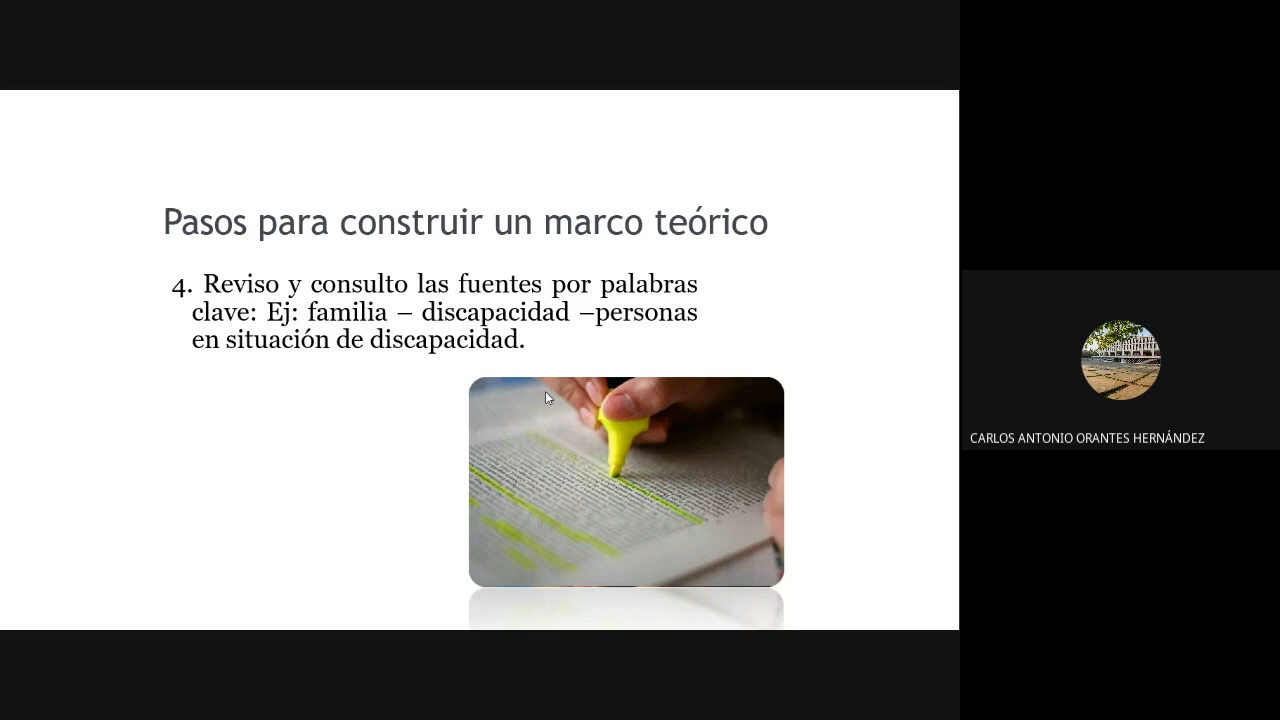 Pasos para construir un marco teórico
4. Reviso y consulto las fuentes por palabras
clave: Ej: familia – discapacidad –personas
en situación de discapacidad.
CARLOS ANTONIO ORANTES HERNÁNDEZ